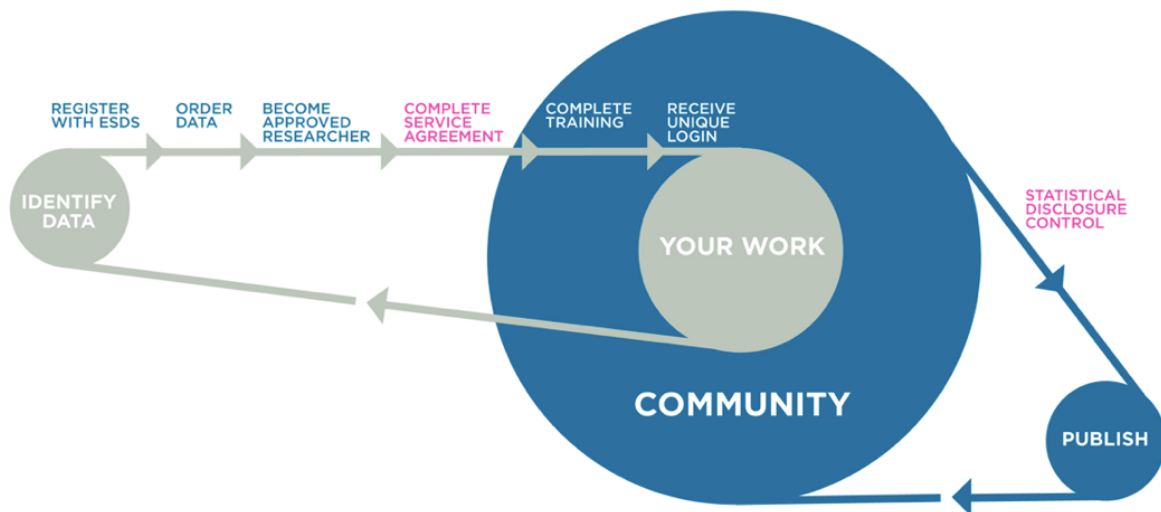 REGISTER
WITH ESDS
ORDER
DATA
BECOME
APPROVED
RESEARCHER
COMPLETE
SERVICE
AGREEMENT
COMPLETE
TRAINING
RECEIVE
UNIQUE
LOGIN
IDENTIFY
DATA
YOUR WORK
STATISTICAL
DISCLOSURE
CONTROL
COMMUNITY
PUBLISH